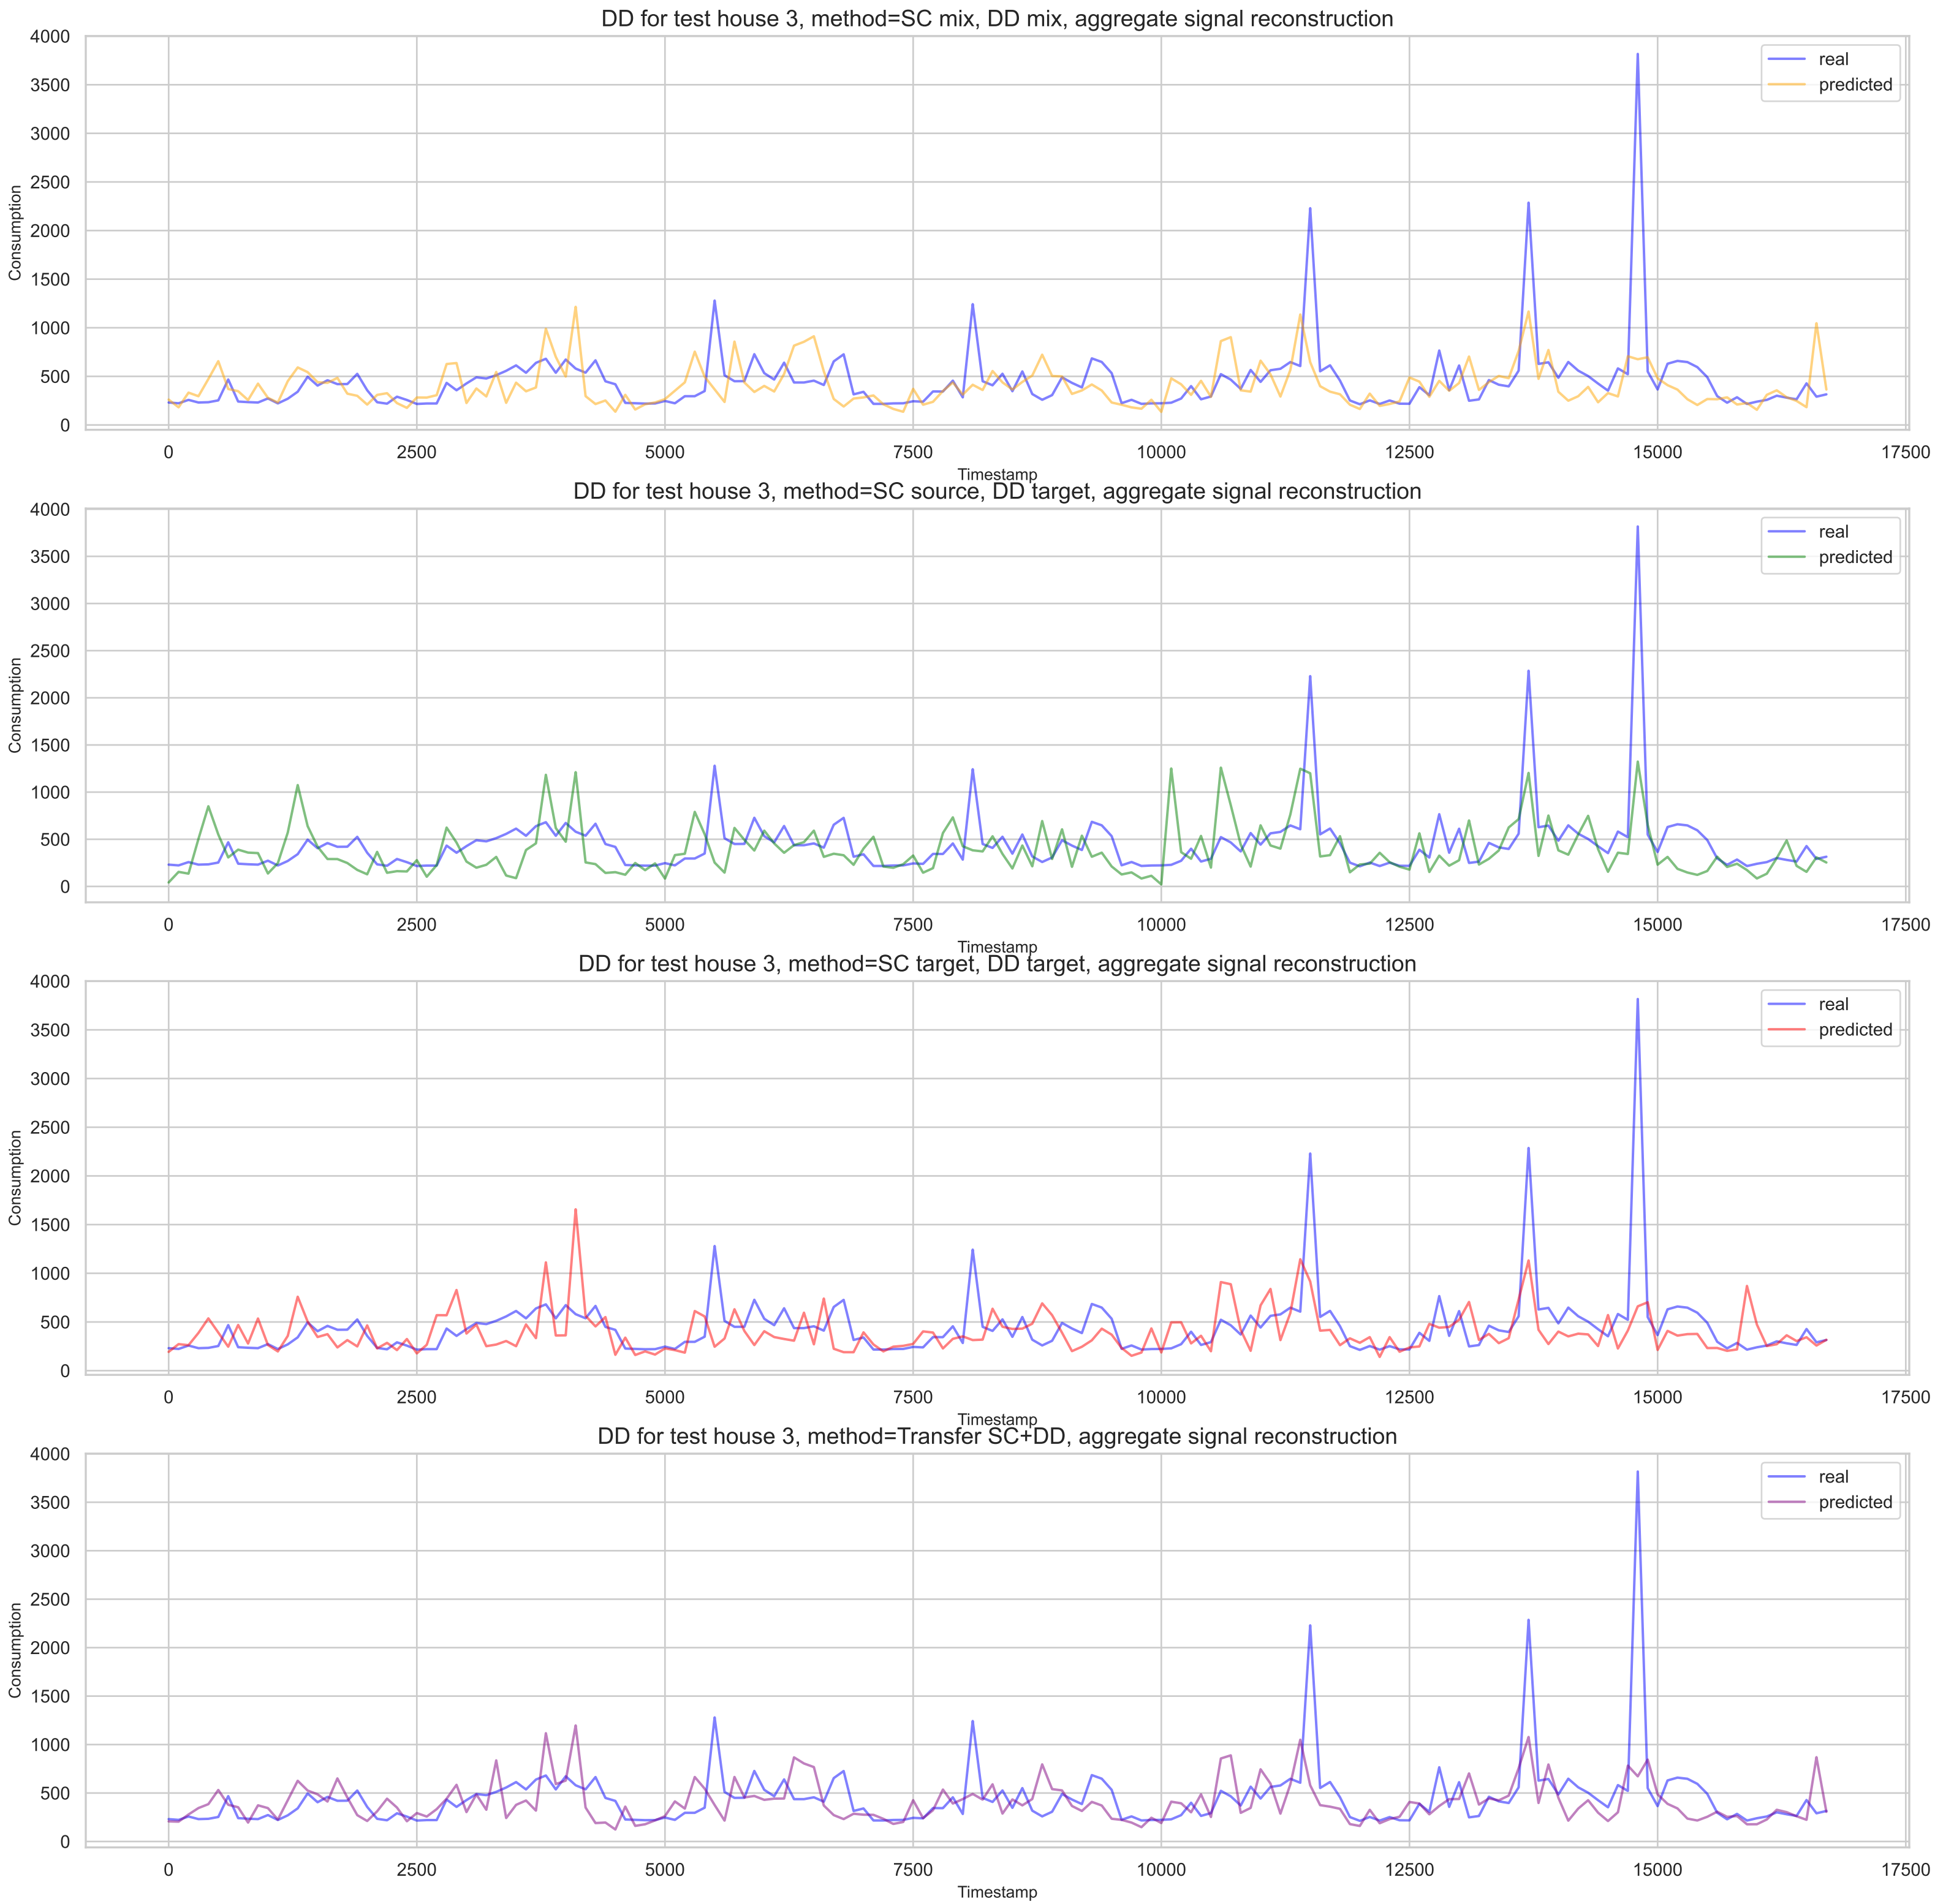 DD for test house 3, method=SC mix, DD mix, aggregate signal reconstruction
4000
3500
3000
2500
2000
1500
1000
500
0
Consumption
real
predicted
0 2500 5000 7500 10000 12500 15000 17500
Timestamp
DD for test house 3, method=SC source, DD target, aggregate signal reconstruction
4000
3500
3000
2500
2000
1500
1000
500
0
Consumption
real
predicted
0 2500 5000 7500 10000 12500 15000 17500
Timestamp
DD for test house 3, method=SC target, DD target, aggregate signal reconstruction
4000
3500
3000
2500
2000
1500
1000
500
0
Consumption
real
predicted
0 2500 5000 7500 10000 12500 15000 17500
Timestamp
DD for test house 3, method=Transfer SC+DD, aggregate signal reconstruction
4000
3500
3000
2500
2000
1500
1000
500
0
Consumption
real
predicted
0 2500 5000 7500 10000 12500 15000 17500
Timestamp